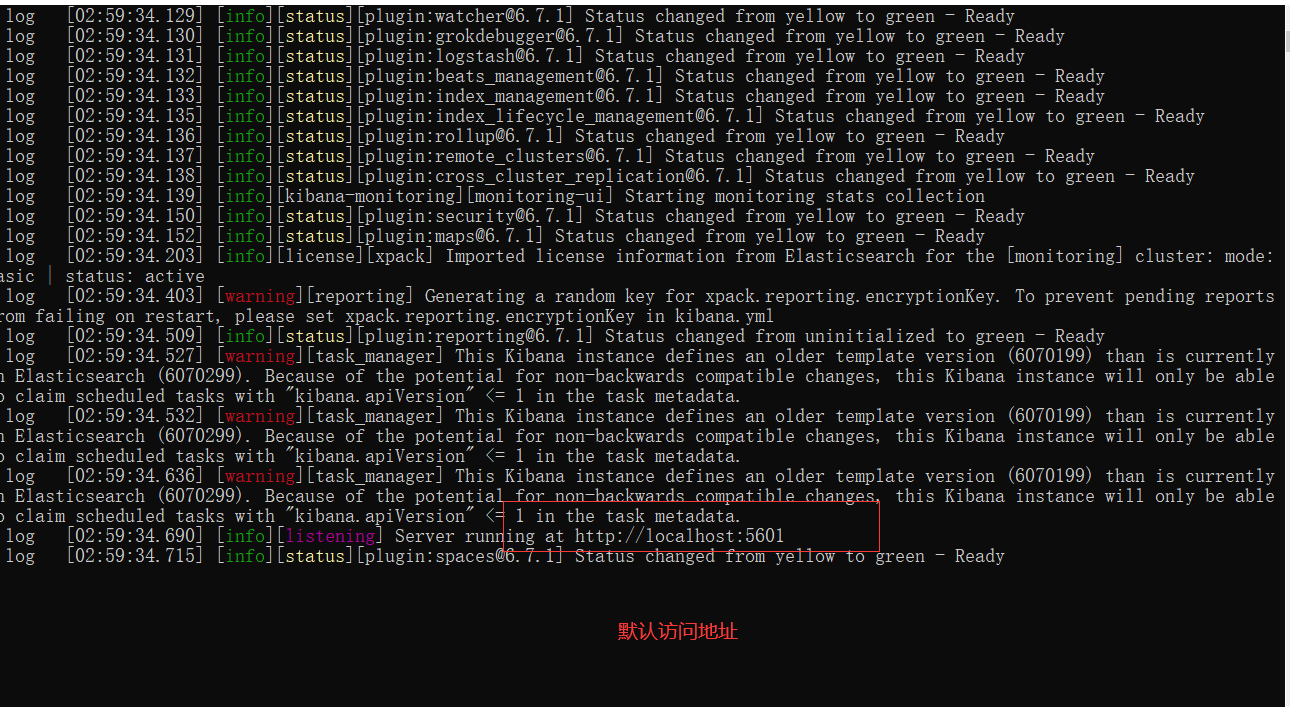 log [02:59:34.129] [info][status][plugin:watcher@6.7.1] Status changed from yellow to green - Ready
log [02:59:34.130] [info][status][plugin:grokdebugger@6.7.1] Status changed from yellow to green - Ready
log [02:59:34.131] [info][status][plugin:logstash@6.7.1] Status changed from yellow to green - Ready
log [02:59:34.132] [info][status][plugin:beats_management@6.7.1] Status changed from yellow to green - Ready
log [02:59:34.133] [info][status][plugin:index_management@6.7.1] Status changed from yellow to green - Ready
log [02:59:34.135] [info][status][plugin:index_lifecycle_management@6.7.1] Status changed from yellow to green - Ready
log [02:59:34.136] [info][status][plugin:rollup@6.7.1] Status changed from yellow to green - Ready
log [02:59:34.137] [info][status][plugin:remote_clusters@6.7.1] Status changed from yellow to green - Ready
log [02:59:34.138] [info][status][plugin:cross_cluster_replication@6.7.1] Status changed from yellow to green - Ready
log [02:59:34.139] [info][kibana-monitoring][monitoring-ui] Starting monitoring stats collection
log [02:59:34.150] [info][status][plugin:security@6.7.1] Status changed from yellow to green - Ready
log [02:59:34.152] [info][status][plugin:maps@6.7.1] Status changed from yellow to green - Ready
log [02:59:34.203] [info][license][xpack] Imported license information from Elasticsearch for the [monitoring] cluster: mode:
asic | status: active
log [02:59:34.403] [warning][reporting] Generating a random key for xpack.reporting.encryptionKey. To prevent pending reports
rom failing on restart, please set xpack.reporting.encryptionKey in kibana.yml
log [02:59:34.509] [info][status][plugin:reporting@6.7.1] Status changed from uninitialized to green - Ready
log [02:59:34.527] [warning][task_manager] This Kibana instance defines an older template version (6070199) than is currently
n Elasticsearch (6070299). Because of the potential for non-backwards compatible changes, this Kibana instance will only be able
o claim scheduled tasks with "kibana.apiVersion" <= 1 in the task metadata.
log [02:59:34.532] [warning][task_manager] This Kibana instance defines an older template version (6070199) than is currently
n Elasticsearch (6070299). Because of the potential for non-backwards compatible changes, this Kibana instance will only be able
o claim scheduled tasks with "kibana.apiVersion" <= 1 in the task metadata.
log [02:59:34.636] [warning][task_manager] This Kibana instance defines an older template version (6070199) than is currently
n Elasticsearch (6070299). Because of the potential for non-backwards compatible changes, this Kibana instance will only be able
o claim scheduled tasks with "kibana.apiVersion" <= 1 in the task metadata.
log [02:59:34.690] [info][listening] Server running at http://localhost:5601
log [02:59:34.715] [info][status][plugin:spaces@6.7.1] Status changed from yellow to green - Ready
默认访问地址